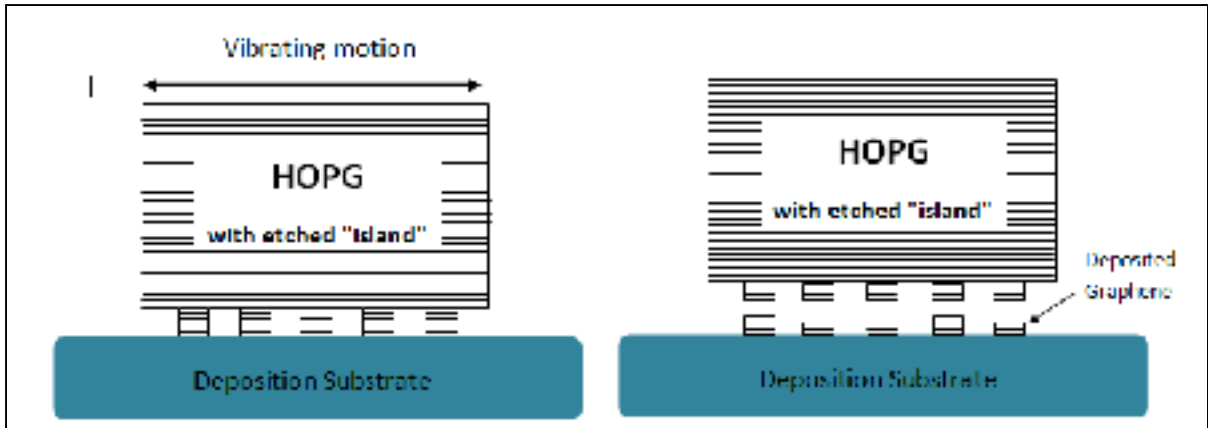 Vibrating motion
HOPG
with etched "island"
Deposition Substrate
HOPG
with etched "island"
Deposited
Graphene
Deposition Substrate